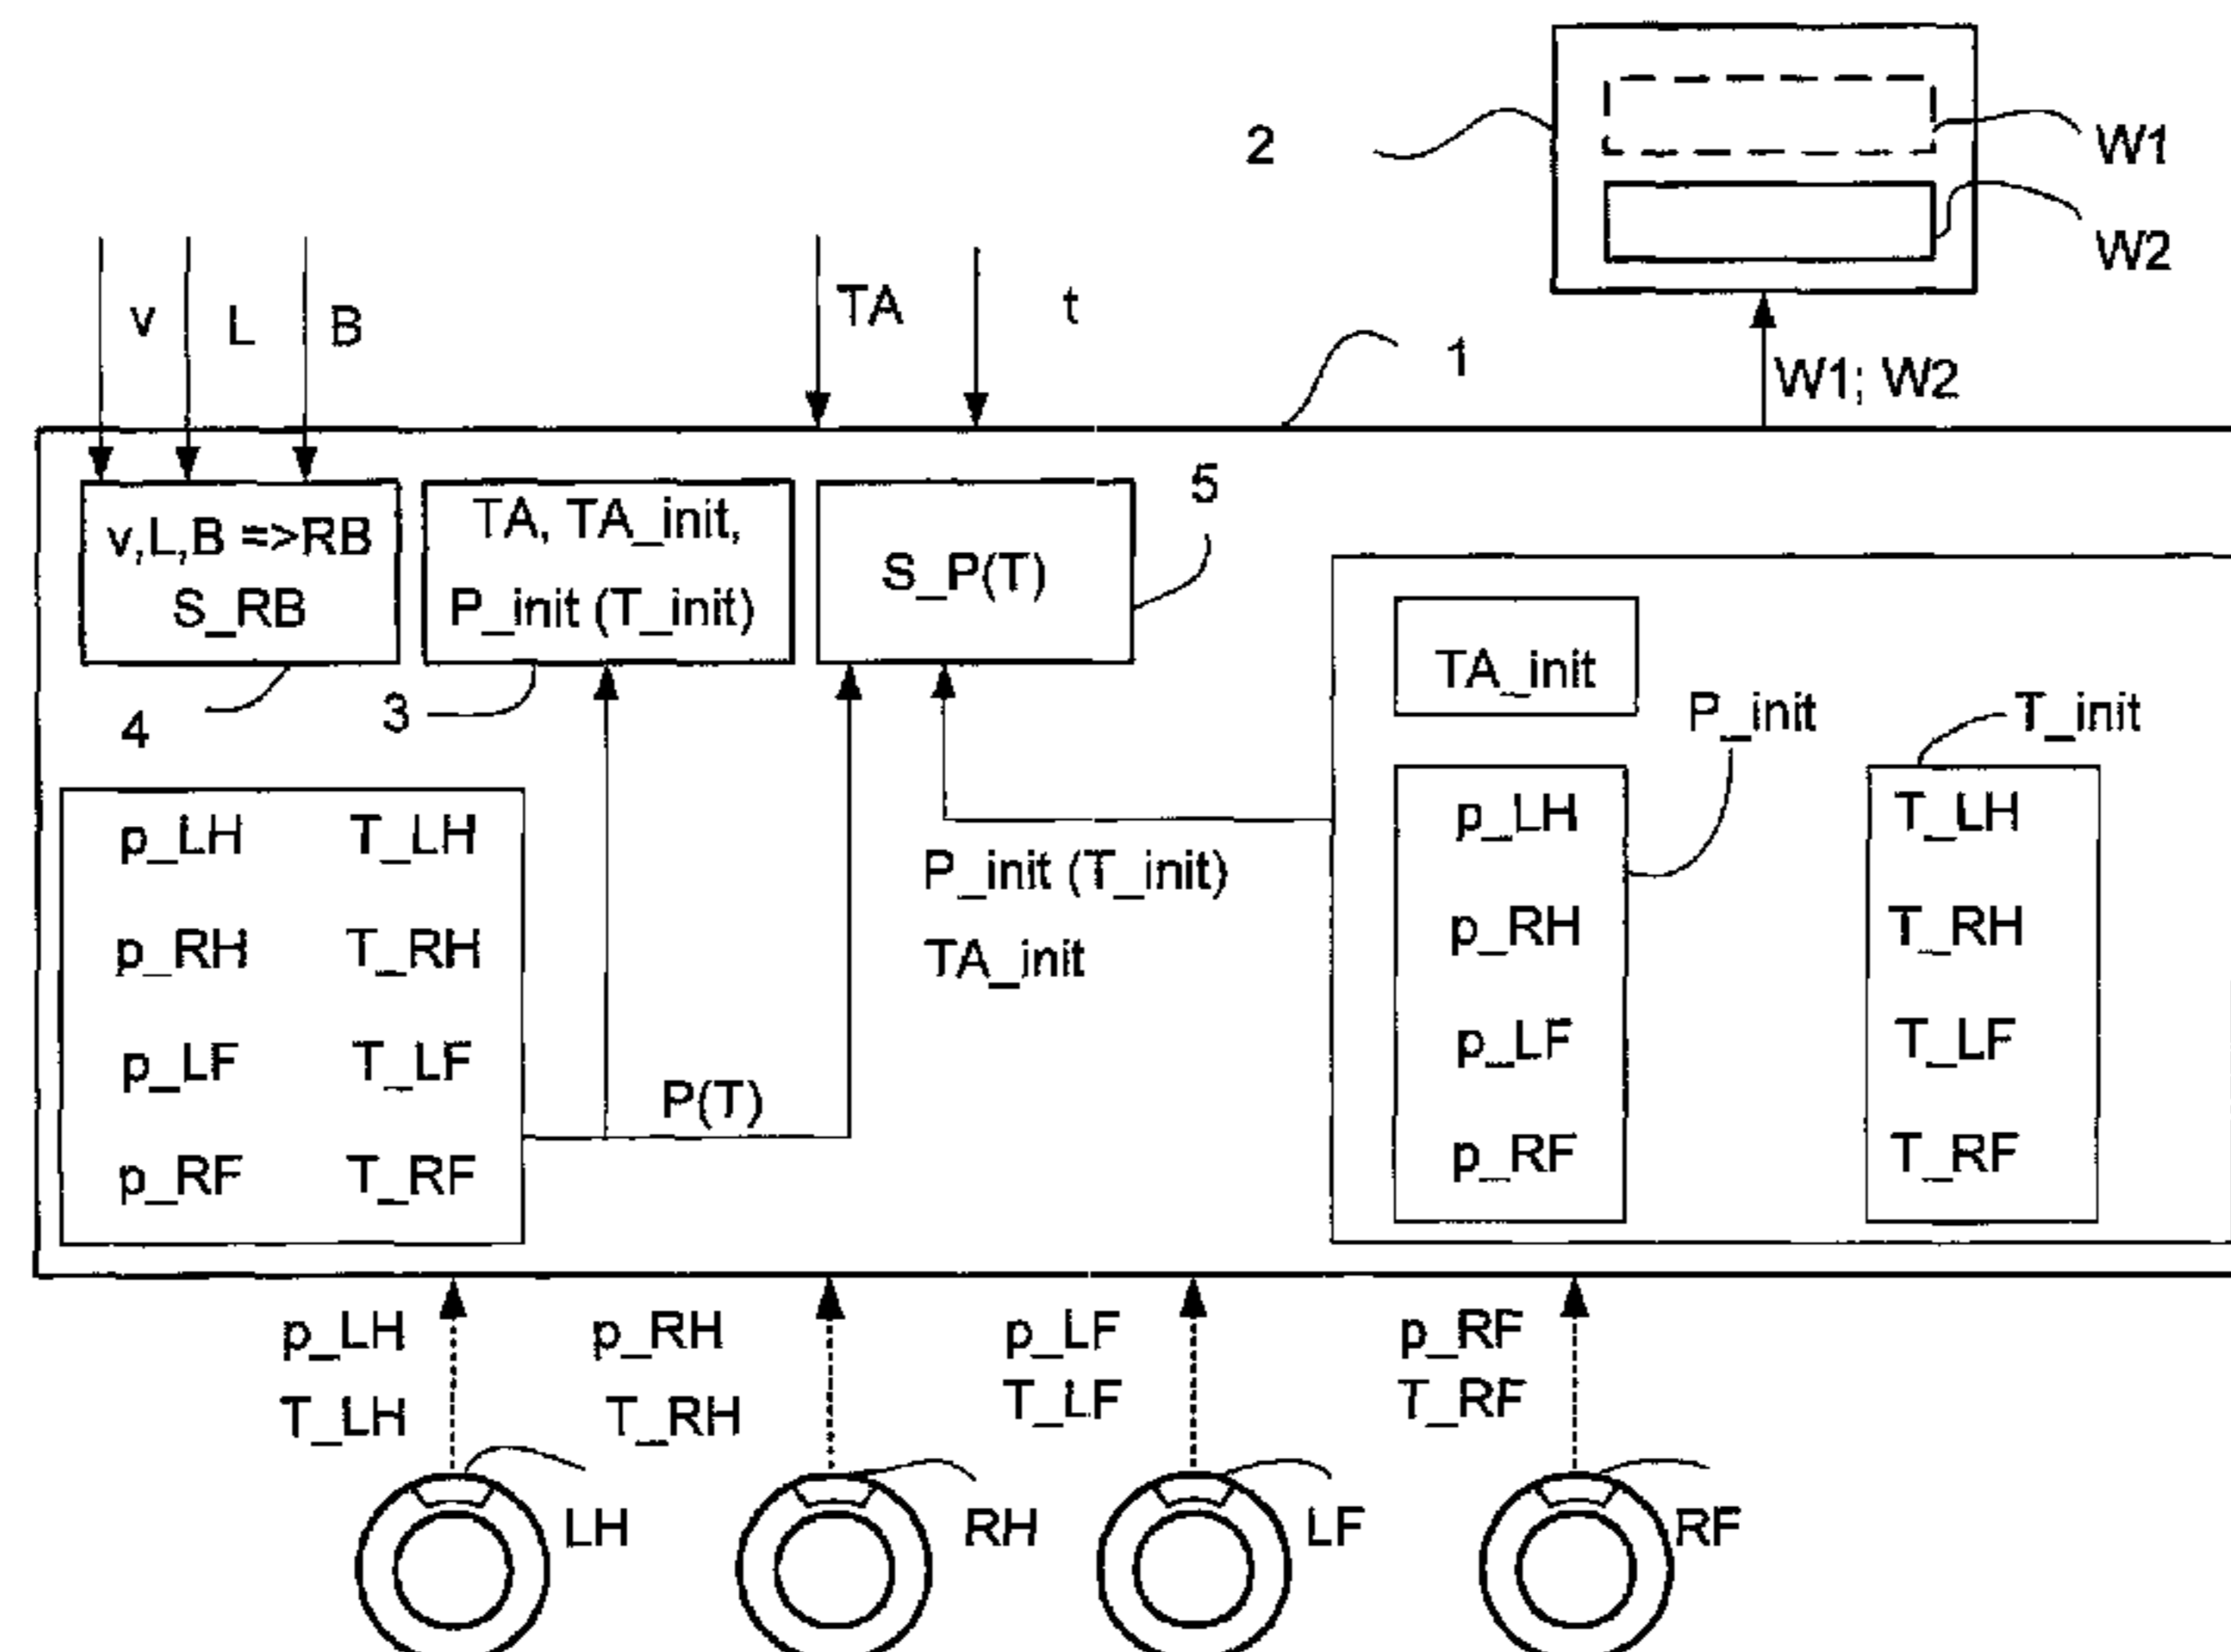 2
W1
W2
v
L
B
TA
t
1
W1; W2
v,L,B =>RB
S_RB
TA, TA_init,
P_init (T_init)
S_P(T)
5
4
3
TA_init
P_init
T_init
p_LH T_LH
p_RH T_RH
p_LF T_LF
p_RF T_RF
P(T)
P_init (T_init)
TA_init
p_LH T_LH
p_RH T_RH
p_LF T_LF
p_RF T_RF
p_LH
T_LH
p_RH
T_RH
p_LF
T_LF
p_RF
T_RF
LH
RH
LF
RF